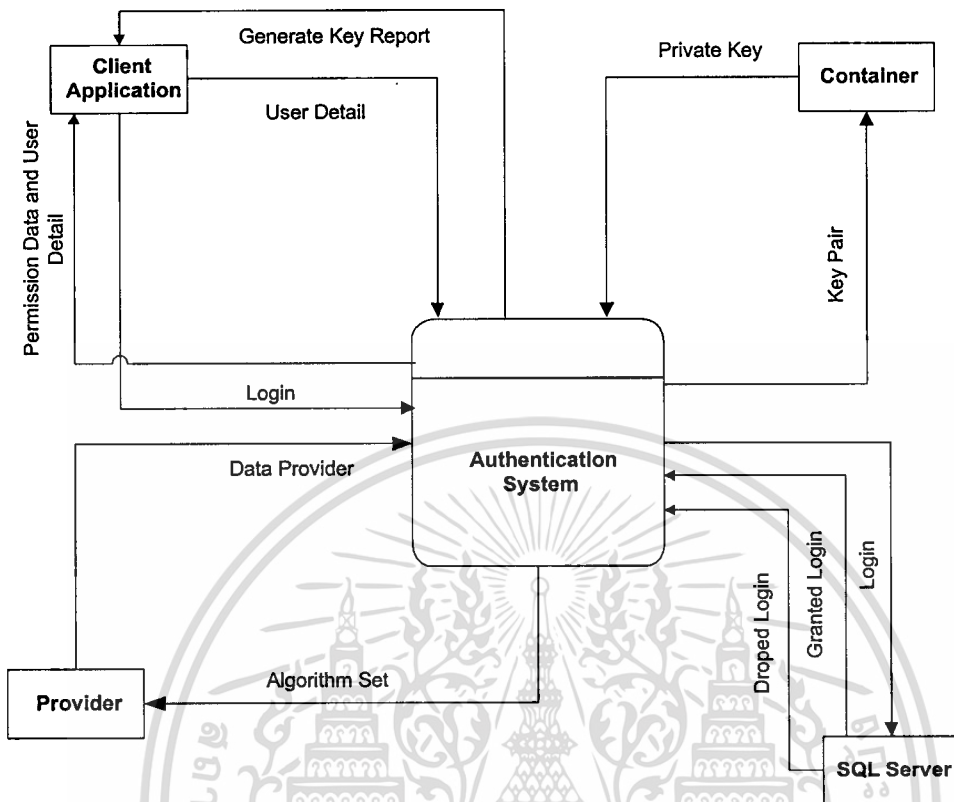 Generate Key Report
Client
Application
User Detail
Private Key
Container
Permission Data and User
Detail
Key Pair
Login
Data Provider
Authentication
System
Droped Login
Granted Login
Login
Algorithm Set
Provider
SQL Server